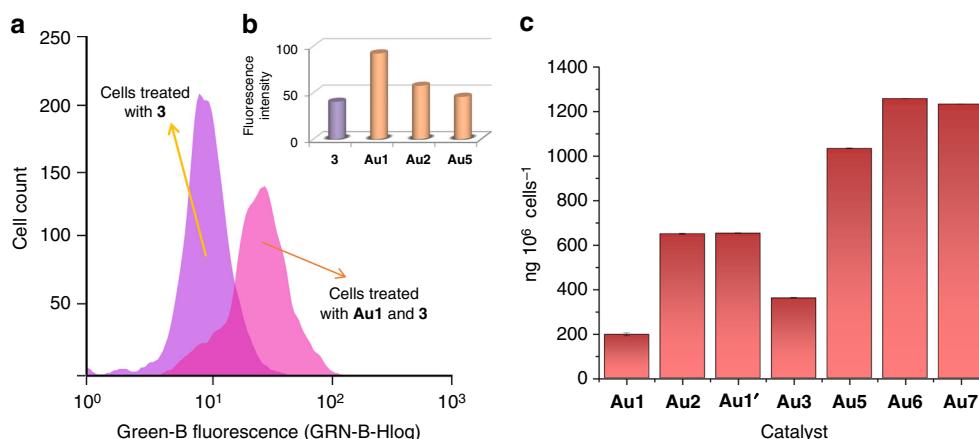 a
250
200
150
100
50
Cell count
10⁰
10¹
10²
10³
Green-B fluorescence (GRN-B-Hlog)
Cells treated
with 3
Cells treated
with Au1 and 3
b
100
50
0
Fluorescence
intensity
3
Au1
Au2
Au5
c
1400
1200
1000
800
600
400
200
0
ng 10⁶ cells⁻¹
Au1
Au2
Au1′
Au3
Au5
Au6
Au7
Catalyst